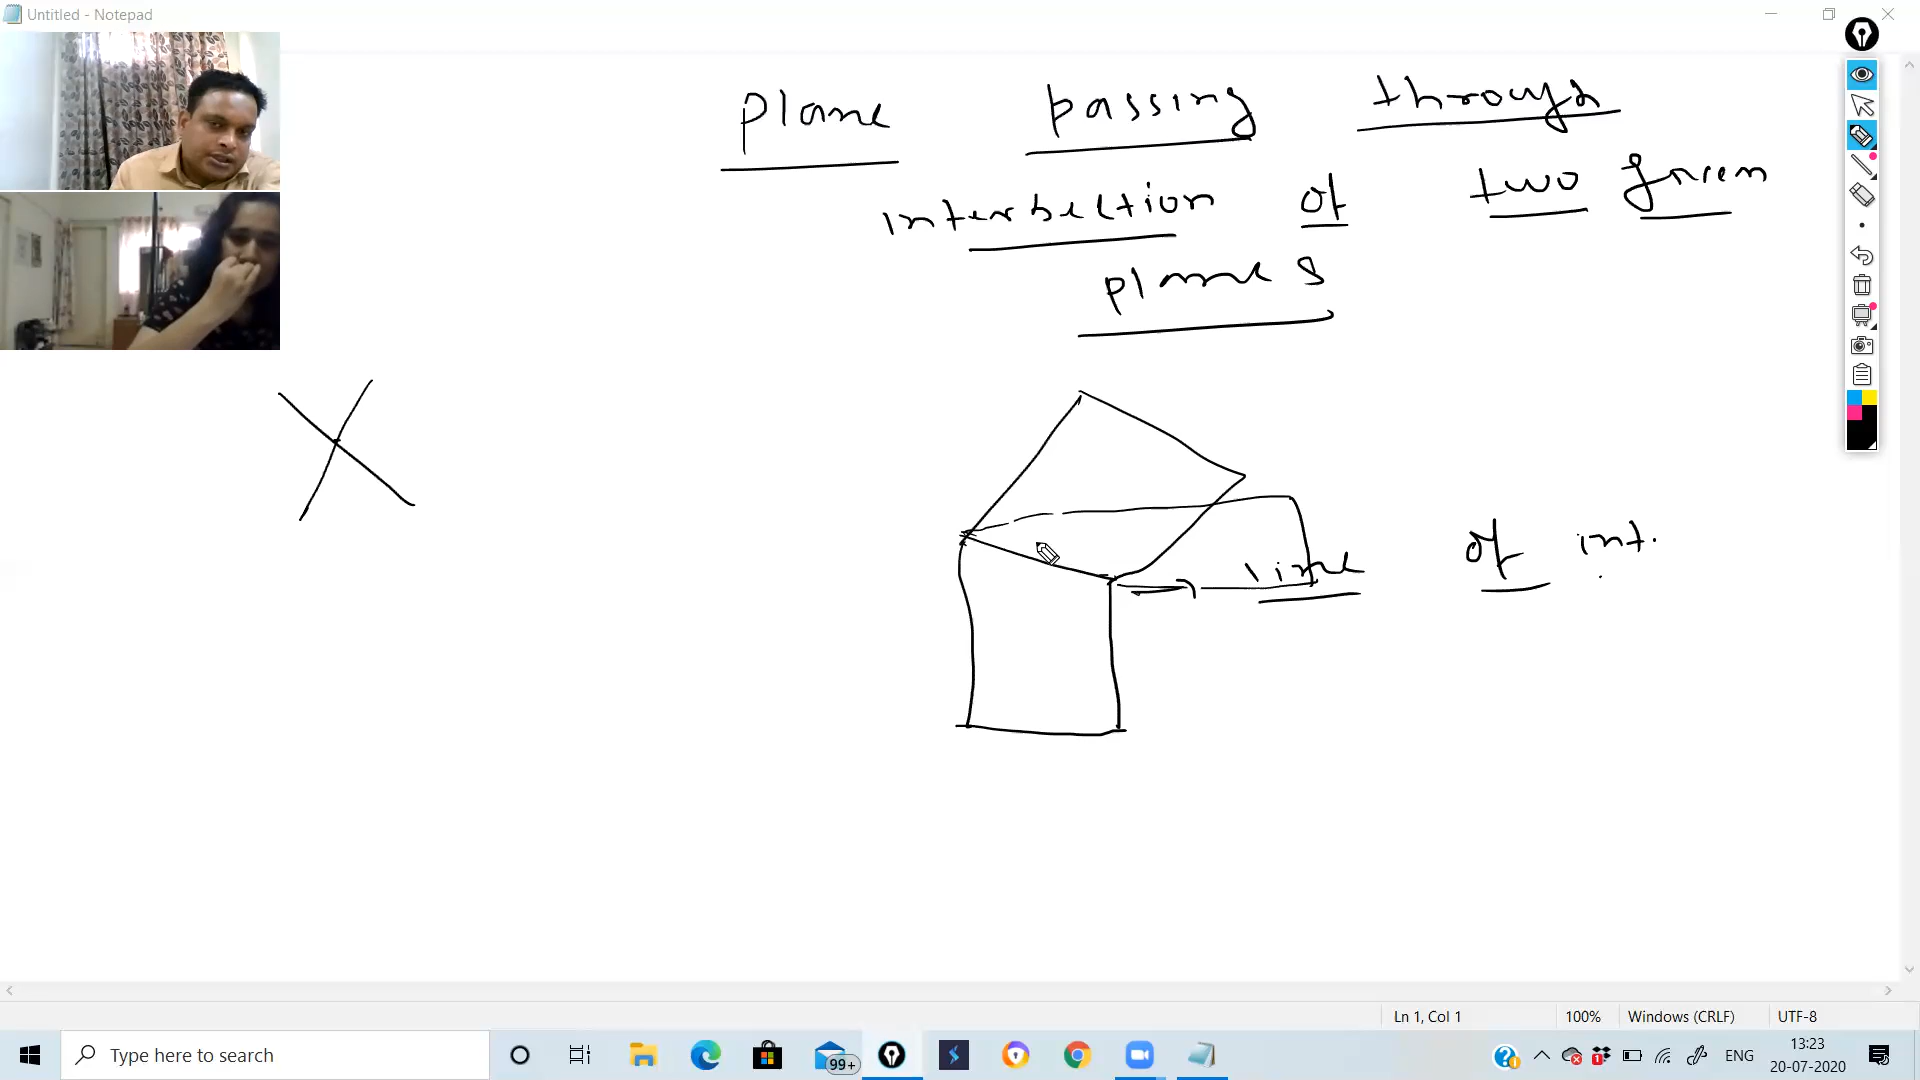 Untitled - Notepad
plane passing through
intersection of two given
planes
line of int.
Ln 1, Col 1
100%
Windows (CRLF)
UTF-8
Type here to search
99+
ENG
13:23
20-07-2020